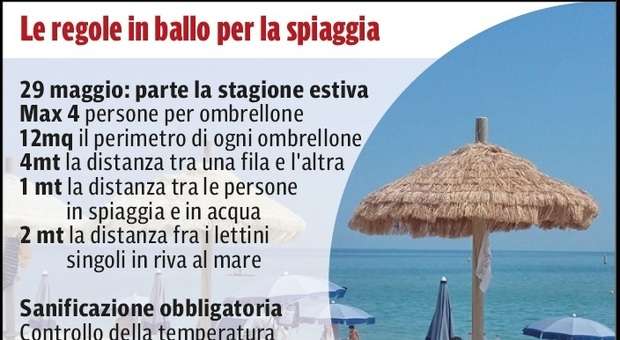 Le regole in ballo per la spiaggia
29 maggio: parte la stagione estiva
Max 4 persone per ombrellone
12mq il perimetro di ogni ombrellone
4mt la distanza tra una fila e l'altra
1 mt la distanza tra le persone
in spiaggia e in acqua
2 mt la distanza fra i lettini
singoli in riva al mare
Sanificazione obbligatoria
Controllo della temperatura